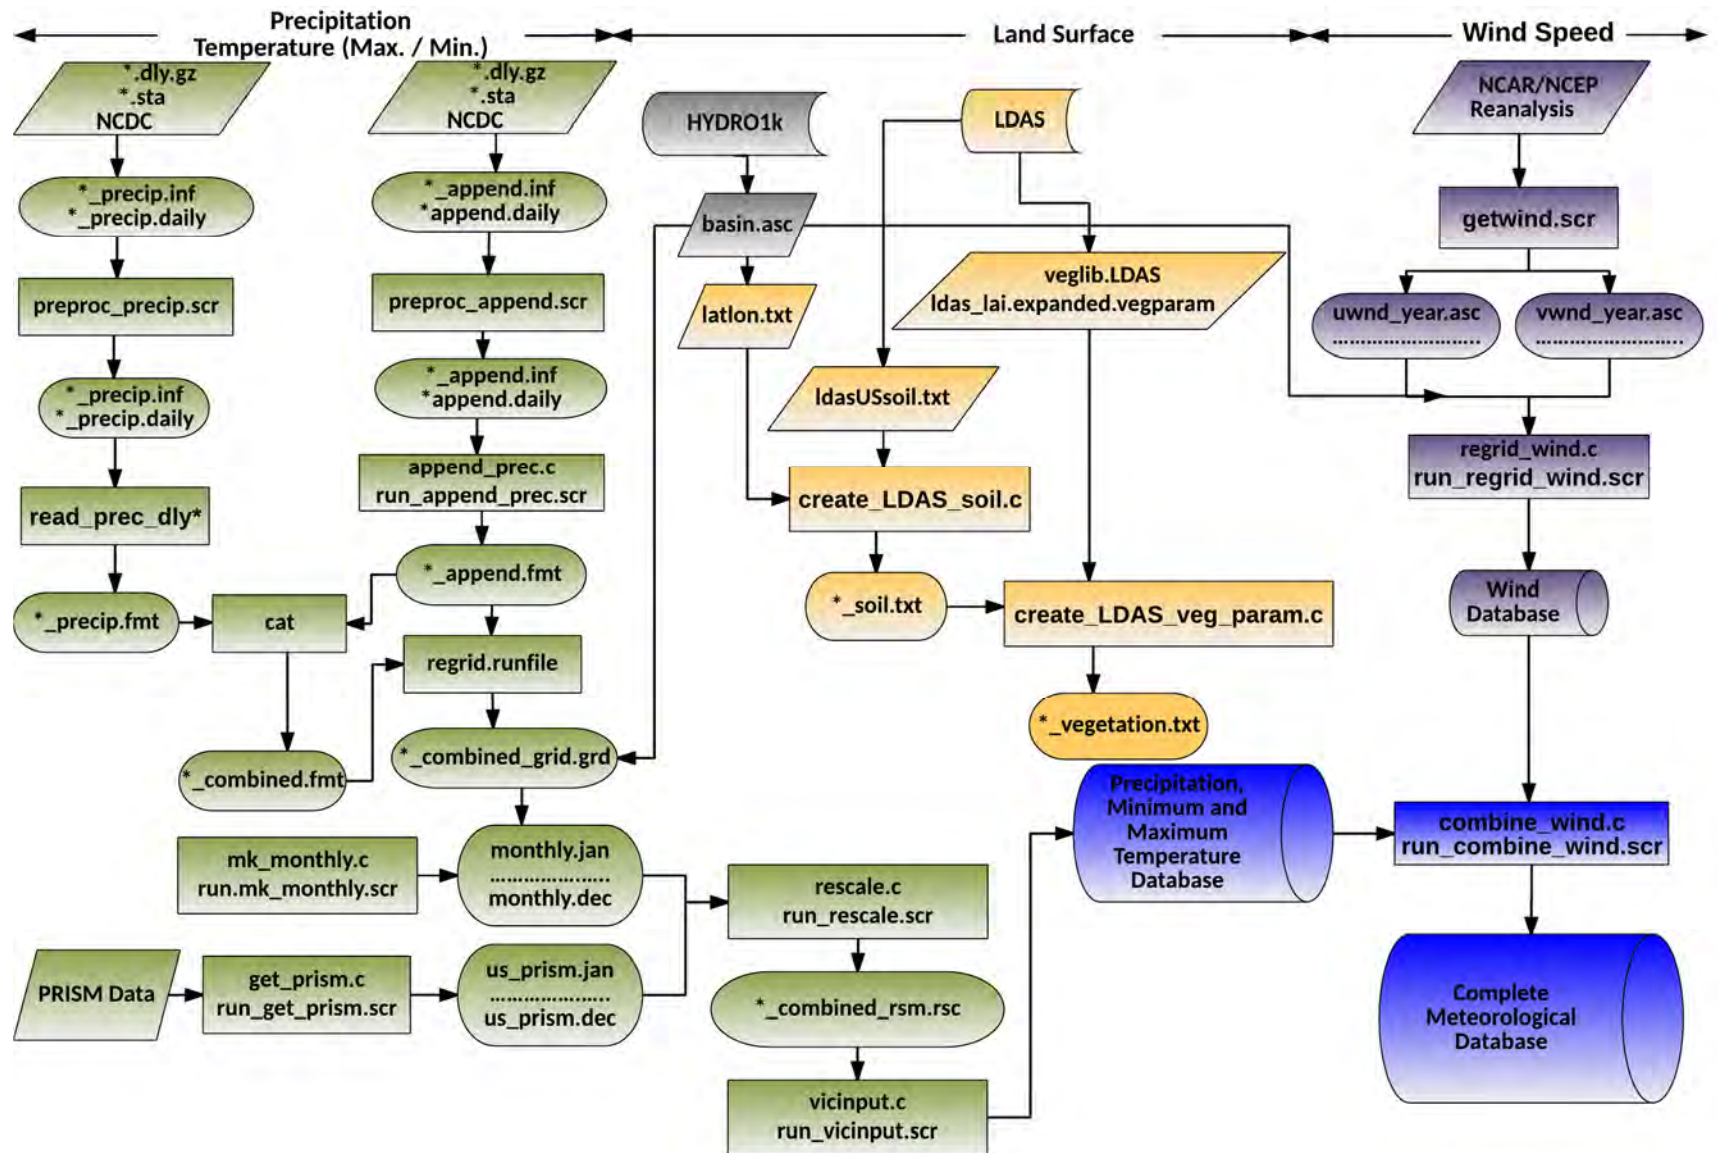 Precipitation
Temperature (Max. / Min.)
Land Surface
Wind Speed
*.dly.gz
*.sta
NCDC
*_precip.inf
*_precip.daily
preproc_precip.scr
*_precip.inf
*_precip.daily
read_prec_dly*
*_precip.fmt
cat
*_combined.fmt
*.dly.gz
*.sta
NCDC
*_append.inf
*append.daily
preproc_append.scr
*_append.inf
*append.daily
append_prec.c
run_append_prec.scr
*_append.fmt
regrid.runfile
*_combined_grid.grd
mk_monthly.c
run.mk_monthly.scr
monthly.jan
......................
monthly.dec
PRISM Data
get_prism.c
run_get_prism.scr
us_prism.jan
......................
us_prism.dec
rescale.c
run_rescale.scr
*_combined_rsm.rsc
vicinput.c
run_vicinput.scr
HYDRO1k
basin.asc
latlon.txt
LDAS
veglib.LDAS
ldas_lai.expanded.vegparam
ldasUSsoil.txt
create_LDAS_soil.c
*_soil.txt
create_LDAS_veg_param.c
*_vegetation.txt
Precipitation,
Minimum and
Maximum
Temperature
Database
NCAR/NCEP
Reanalysis
getwind.scr
uwnd_year.asc
............................
vwnd_year.asc
............................
regrid_wind.c
run_regrid_wind.scr
Wind
Database
combine_wind.c
run_combine_wind.scr
Complete
Meteorological
Database